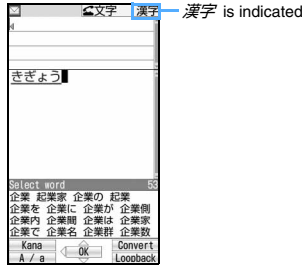 文字 漢字
漢字 is indicated
きぎょう
Select word 53
企業 起業家 企業の 起業
企業を 企業に 企業が 企業側
企業内 企業間 企業は 企業家
企業で 企業名 企業群 企業数
Kana OK Convert
A / a Loopback